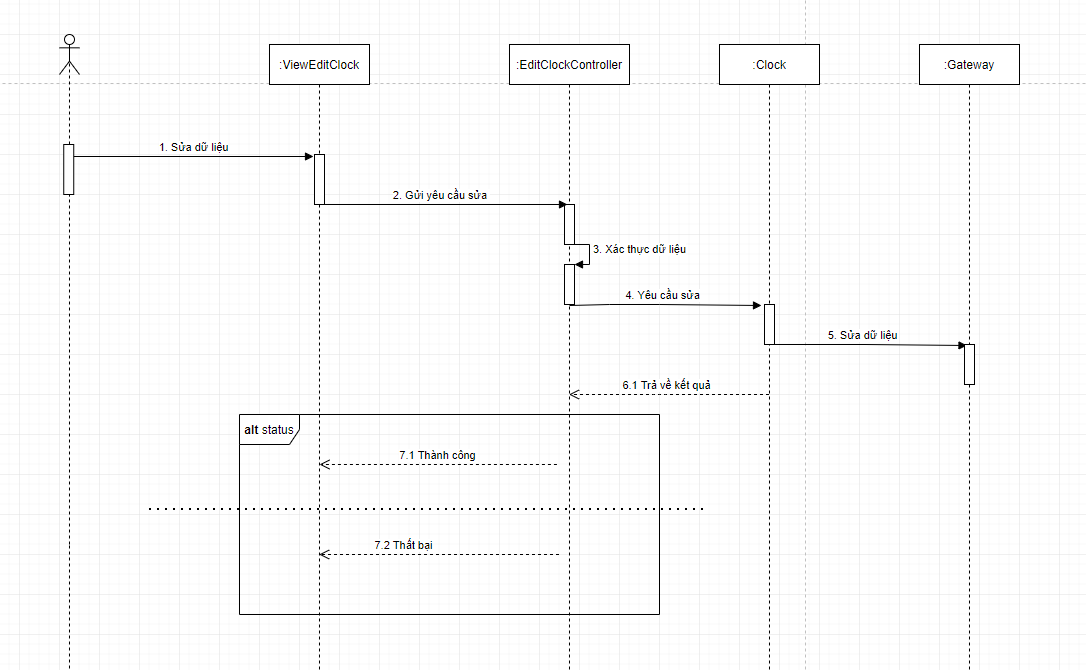 :ViewEditClock
:EditClockController
:Clock
:Gateway
1. Sửa dữ liệu
2. Gửi yêu cầu sửa
3. Xác thực dữ liệu
4. Yêu cầu sửa
5. Sửa dữ liệu
6.1 Trả về kết quả
alt status
7.1 Thành công
7.2 Thất bại